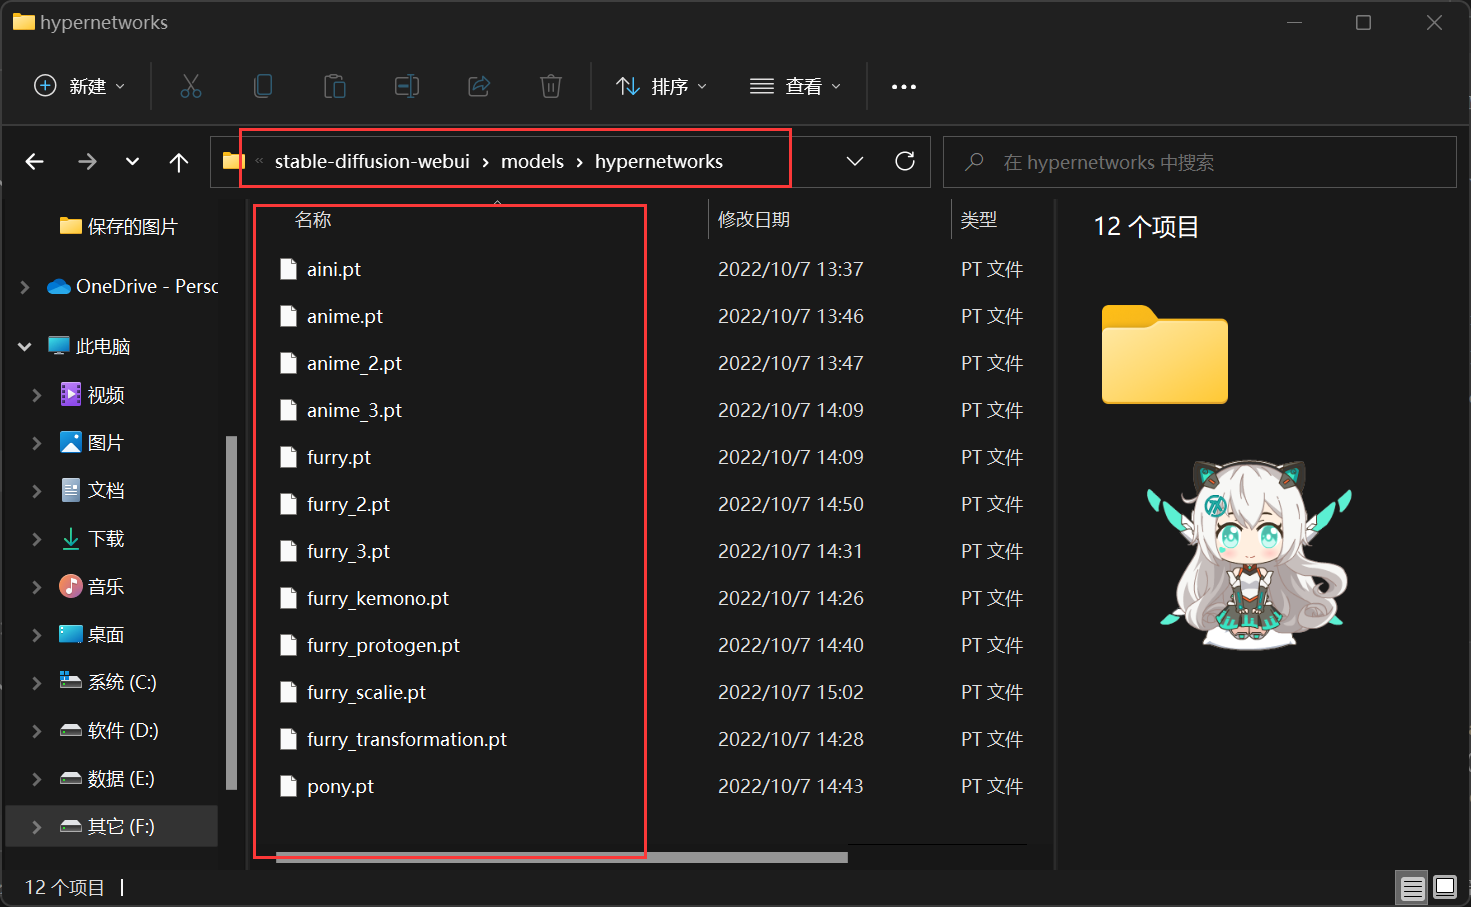 hypernetworks
新建
排序
查看
stable-diffusion-webui › models › hypernetworks
在 hypernetworks 中搜索
保存的图片
OneDrive - Persc
此电脑
视频
图片
文档
下载
音乐
桌面
系统 (C:)
软件 (D:)
数据 (E:)
其它 (F:)
名称 修改日期 类型
aini.pt 2022/10/7 13:37 PT 文件
anime.pt 2022/10/7 13:46 PT 文件
anime_2.pt 2022/10/7 13:47 PT 文件
anime_3.pt 2022/10/7 14:09 PT 文件
furry.pt 2022/10/7 14:09 PT 文件
furry_2.pt 2022/10/7 14:50 PT 文件
furry_3.pt 2022/10/7 14:31 PT 文件
furry_kemono.pt 2022/10/7 14:26 PT 文件
furry_protogen.pt 2022/10/7 14:40 PT 文件
furry_scalie.pt 2022/10/7 15:02 PT 文件
furry_transformation.pt 2022/10/7 14:28 PT 文件
pony.pt 2022/10/7 14:43 PT 文件
12 个项目
12 个项目